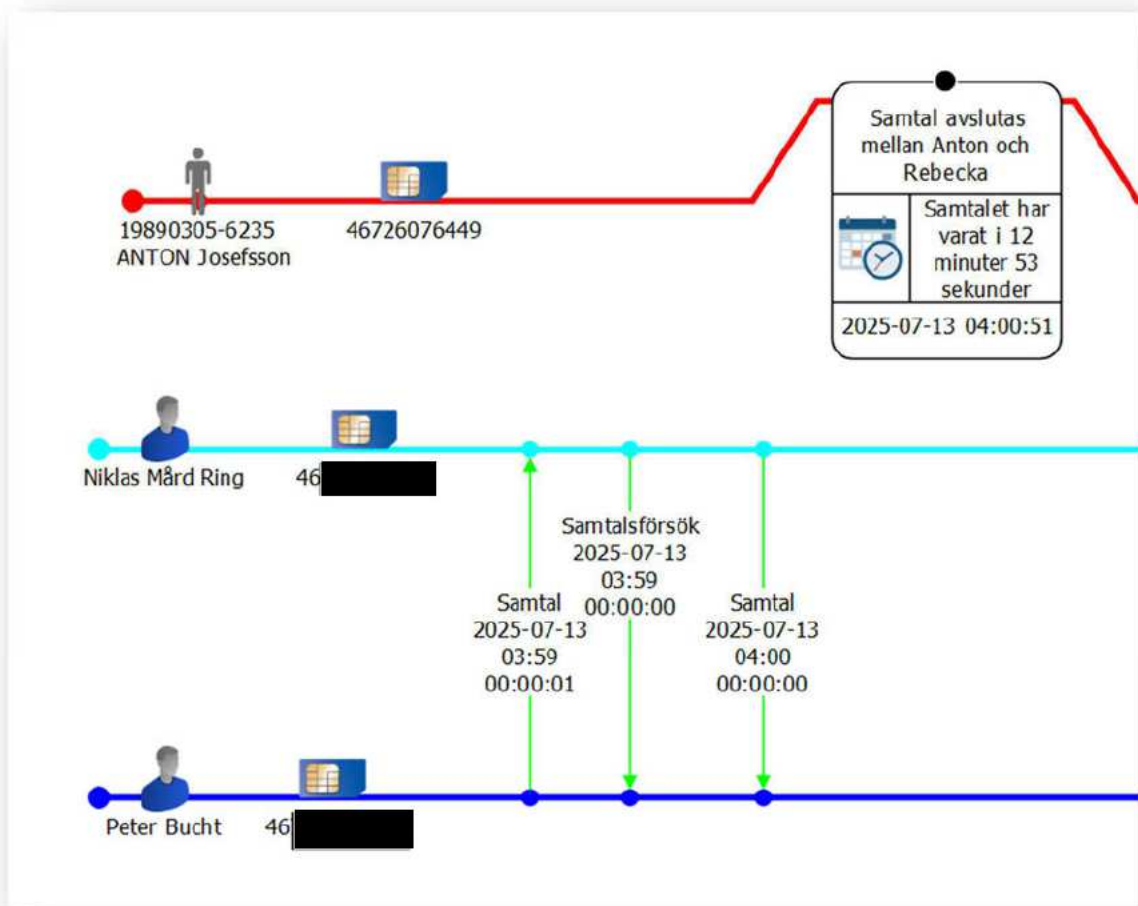 Samtal avslutas
mellan Anton och
Rebecka
Samtalet har
varat i 12
minuter 53
sekunder
2025-07-13 04:00:51
19890305-6235
ANTON Josefsson
46726076449
Niklas Mård Ring
46
Samtal
2025-07-13
03:59
00:00:01
Samtalsförsök
2025-07-13
03:59
00:00:00
Samtal
2025-07-13
04:00
00:00:00
Peter Bucht
46